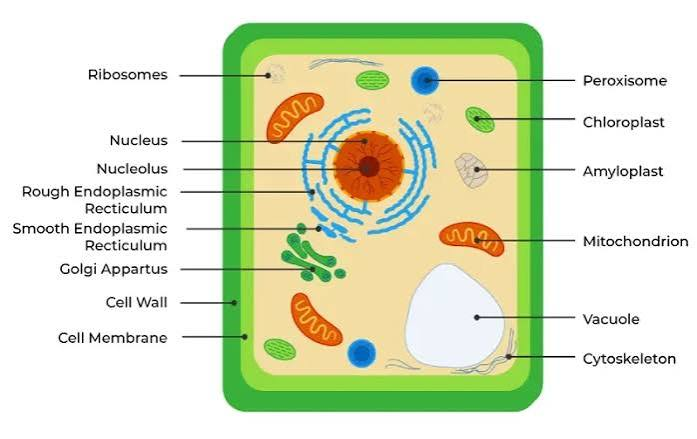 Ribosomes
Nucleus
Nucleolus
Rough Endoplasmic
Recticulum
Smooth Endoplasmic
Recticulum
Golgi Appartus
Cell Wall
Cell Membrane
Peroxisome
Chloroplast
Amyloplast
Mitochondrion
Vacuole
Cytoskeleton